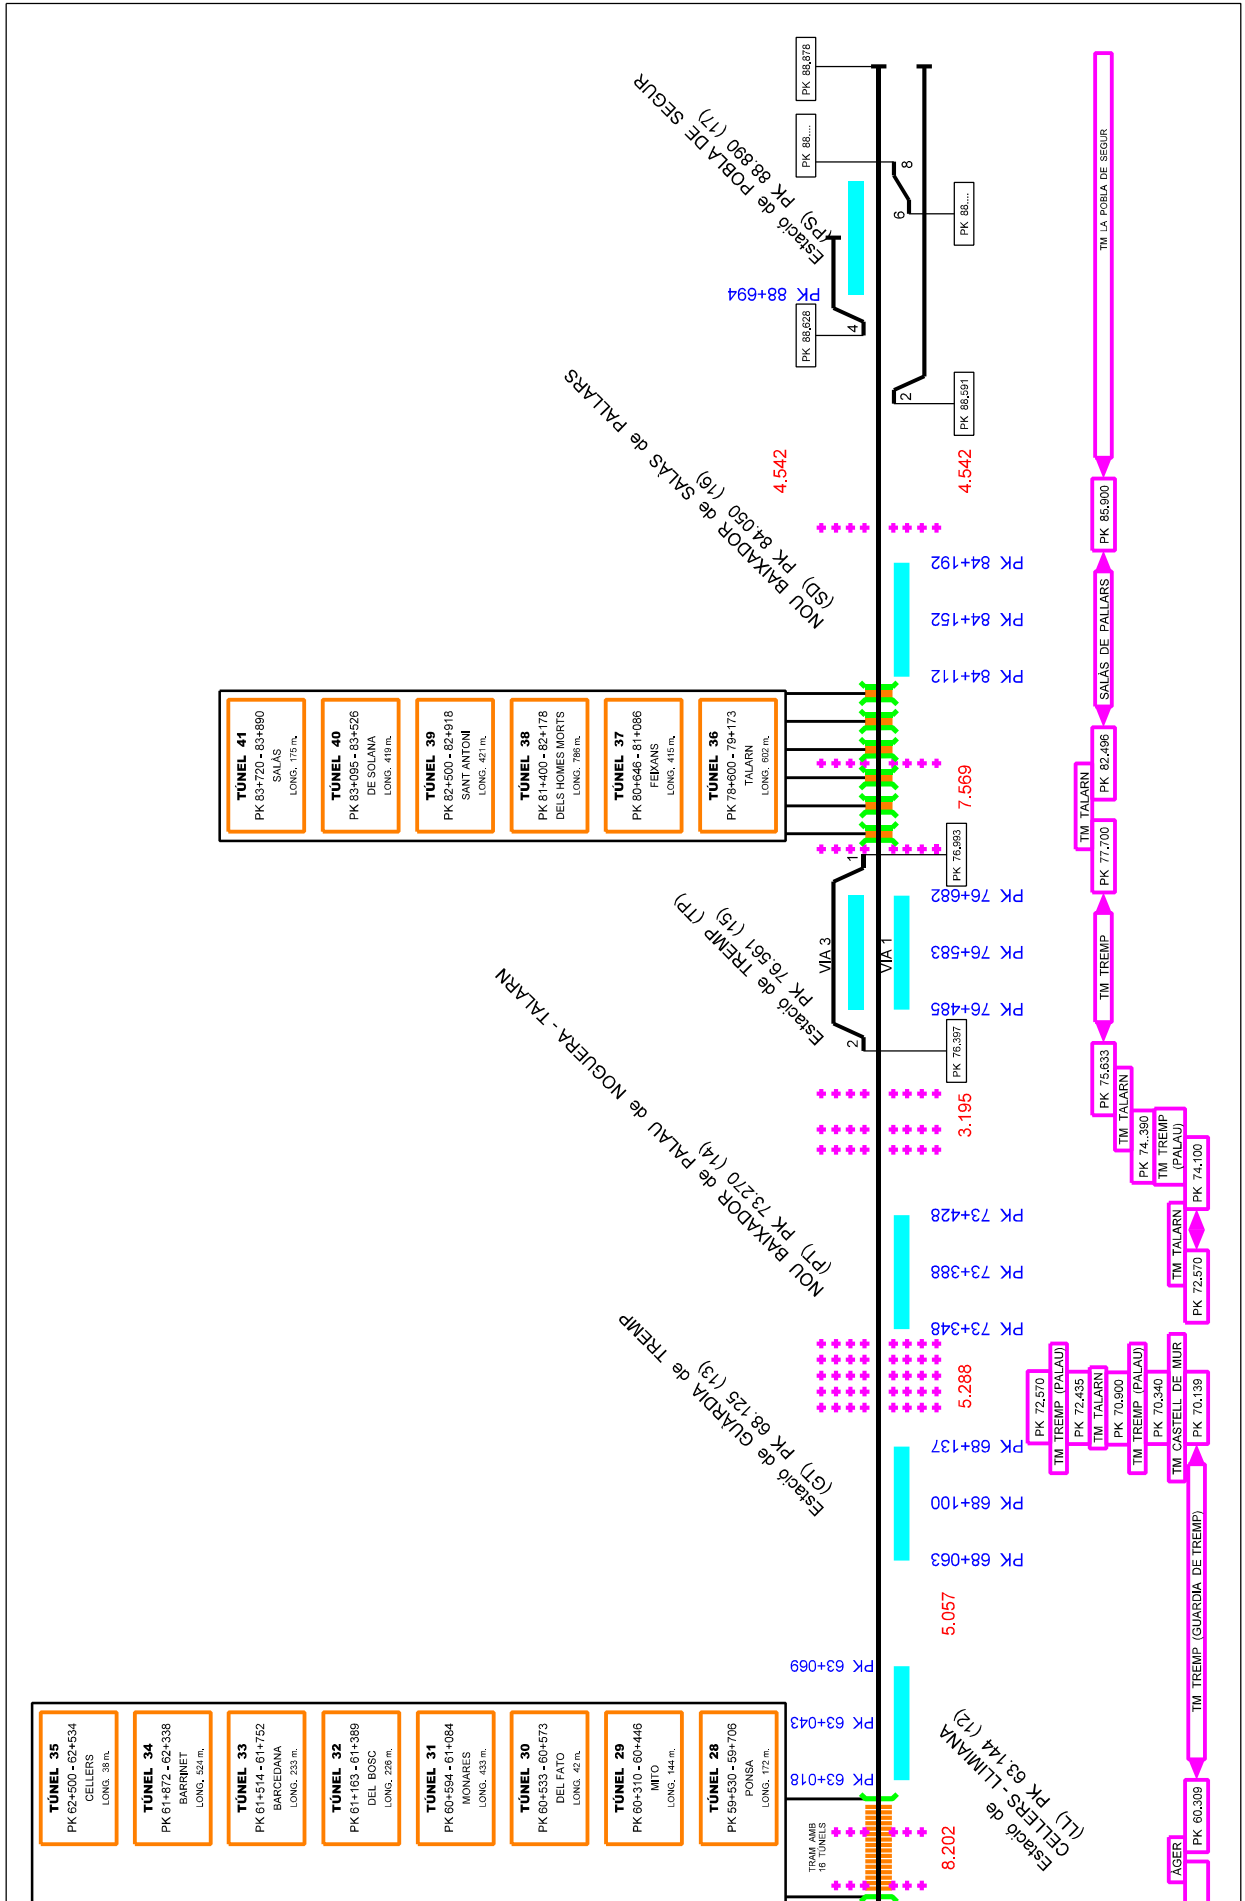 PK 88.878
PK 88....
Estació de POBLA DE SEGUR
(PS) PK 88.890 (17)
8
6
PK 88....
PK 88+694
PK 88.628
4
2
PK 88.591
TM LA POBLA DE SEGUR
NOU BAIXADOR de SALÀS de PALLARS
(SD) PK 84.050 (16)
4.542
4.542
PK 85.900
PK 84+192
PK 84+152
PK 84+112
SALÀS DE PALLARS
TÚNEL 41
PK 83+720 - 83+890
SALÀS
LONG. 175 m.
TÚNEL 40
PK 83+095 - 83+526
DE SOLANA
LONG. 419 m.
TÚNEL 39
PK 82+500 - 82+918
SANT ANTONI
LONG. 421 m.
TÚNEL 38
PK 81+400 - 82+178
DELS HOMES MORTS
LONG. 786 m.
TÚNEL 37
PK 80+646 - 81+086
FEIXANS
LONG. 415 m.
TÚNEL 36
PK 78+600 - 79+173
TALARN
LONG. 602 m.
7.569
PK 82.496
TM TALARN
PK 77.700
1
PK 76.993
Estació de TREMP (TP)
PK 76.561 (15)
VIA 3
VIA 1
PK 76+682
PK 76+583
PK 76+485
TM TREMP
2
PK 76.397
NOU BAIXADOR de PALAU de NOGUERA - TALARN
(PT) PK 73.270 (14)
3.195
PK 75.633
TM TALARN
PK 74..390
TM TREMP
(PALAU)
PK 74.100
PK 73+428
PK 73+388
PK 73+348
TM TALARN
PK 72.570
Estació de GUÀRDIA de TREMP
(GT) PK 68.125 (13)
5.288
PK 72.570
TM TREMP (PALAU)
PK 72.435
TM TALARN
PK 70.900
TM TREMP (PALAU)
PK 70.340
TM CASTELL DE MUR
PK 70.139
PK 68+137
PK 68+100
PK 68+063
TM TREMP (GUARDIA DE TREMP)
5.057
PK 63+069
PK 63+043
PK 63+018
Estació de
CELLERS - LLIMIANA
(LL) PK 63.144 (12)
TÚNEL 35
PK 62+500 - 62+534
CELLERS
LONG. 38 m.
TÚNEL 34
PK 61+872 - 62+338
BARRINET
LONG. 524 m.
TÚNEL 33
PK 61+514 - 61+752
BARCEDANA
LONG. 233 m.
TÚNEL 32
PK 61+163 - 61+389
DEL BOSC
LONG. 226 m.
TÚNEL 31
PK 60+594 - 61+084
MONARES
LONG. 433 m.
TÚNEL 30
PK 60+533 - 60+573
DEL FATO
LONG. 42 m.
TÚNEL 29
PK 60+310 - 60+446
MITO
LONG. 144 m.
TÚNEL 28
PK 59+530 - 59+706
PONSA
LONG. 172 m.
TRAM AMB
16 TÚNELS
8.202
PK 60.309
ÀGER